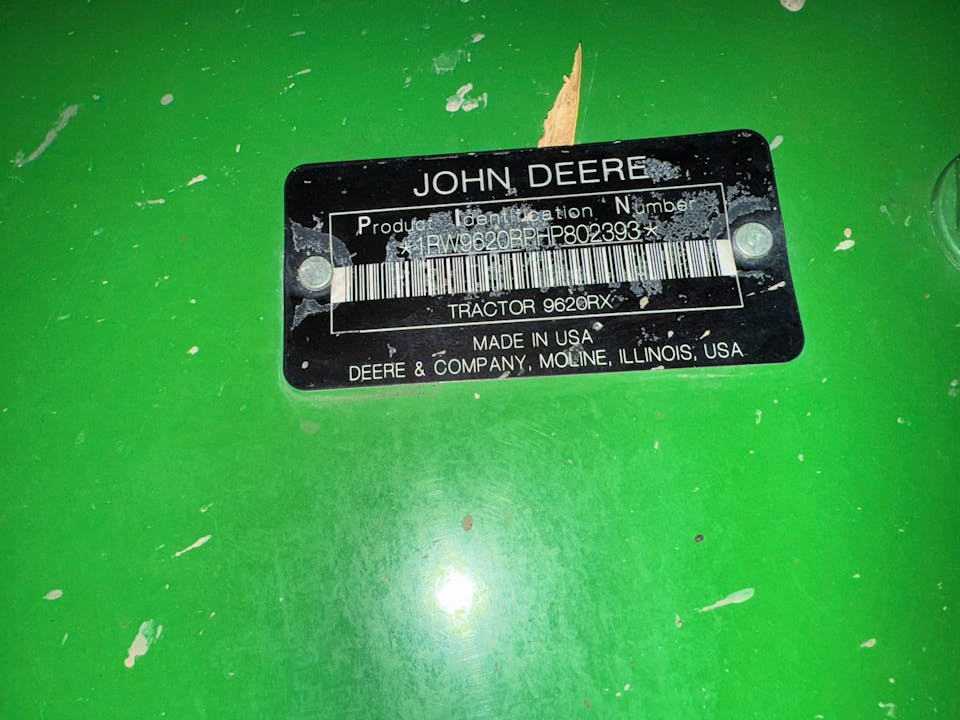 JOHN DEERE
Product Identification Number
*1RW9620RPHP802393*
TRACTOR 9620RX
MADE IN USA
DEERE & COMPANY, MOLINE, ILLINOIS, USA